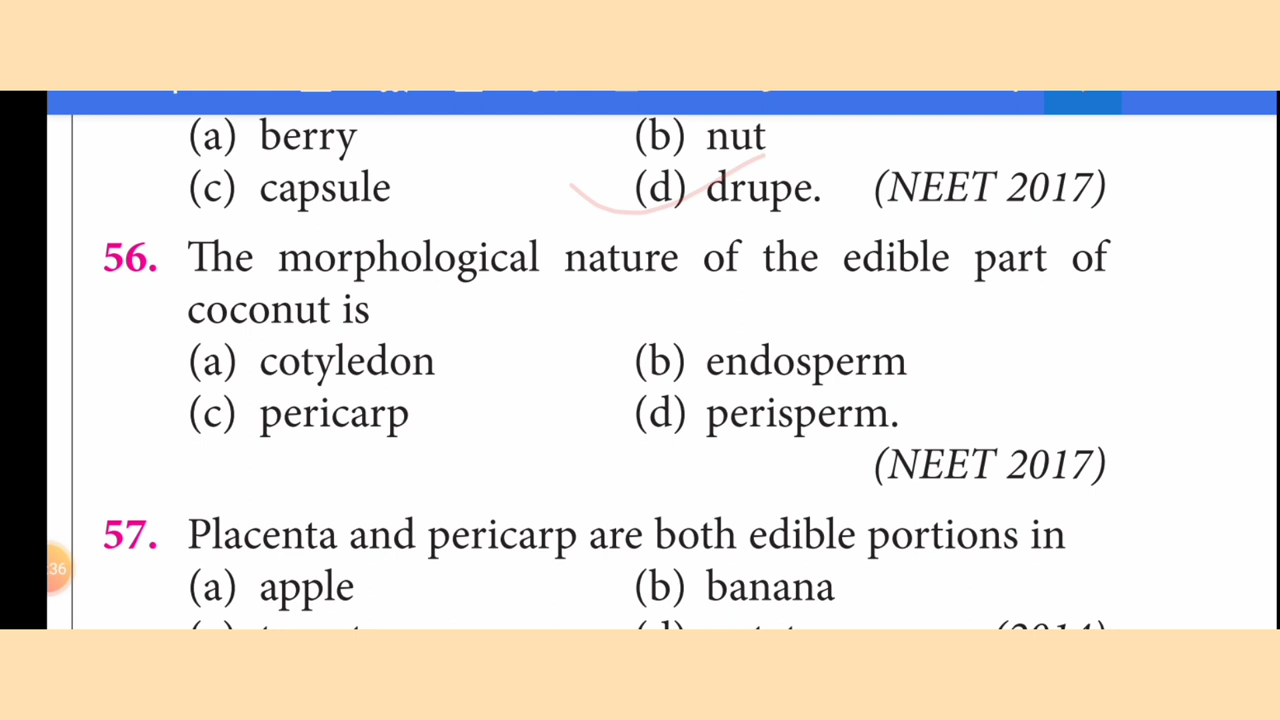 (a) berry (b) nut
(c) capsule (d) drupe. (NEET 2017)
56. The morphological nature of the edible part of
coconut is
(a) cotyledon (b) endosperm
(c) pericarp (d) perisperm.
(NEET 2017)
57. Placenta and pericarp are both edible portions in
36
(a) apple (b) banana